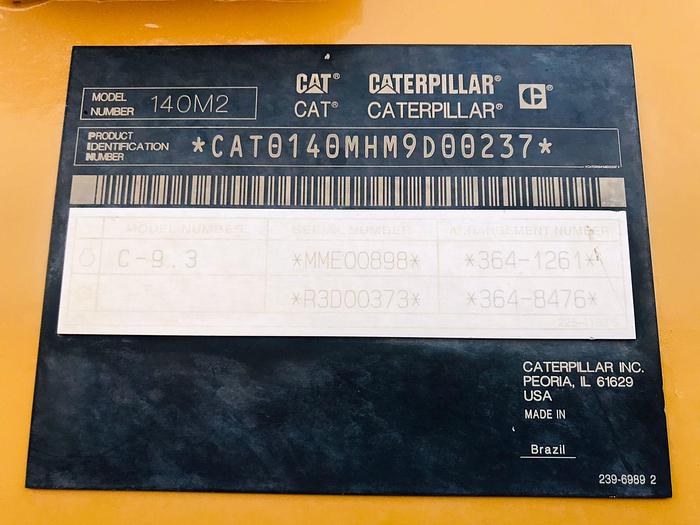 CAT® CATERPILLAR®
CAT® CATERPILLAR®
MODEL NUMBER 140M2
PRODUCT IDENTIFICATION NUMBER *CAT0140MHM9D00237*
MODEL NUMBER SERIAL NUMBER ARRANGEMENT NUMBER
C-9.3 *MME00898* *364-1261*
*R3D00373* *364-8476*
CATERPILLAR INC.
PEORIA, IL 61629
USA
MADE IN
Brazil
239-6989 2